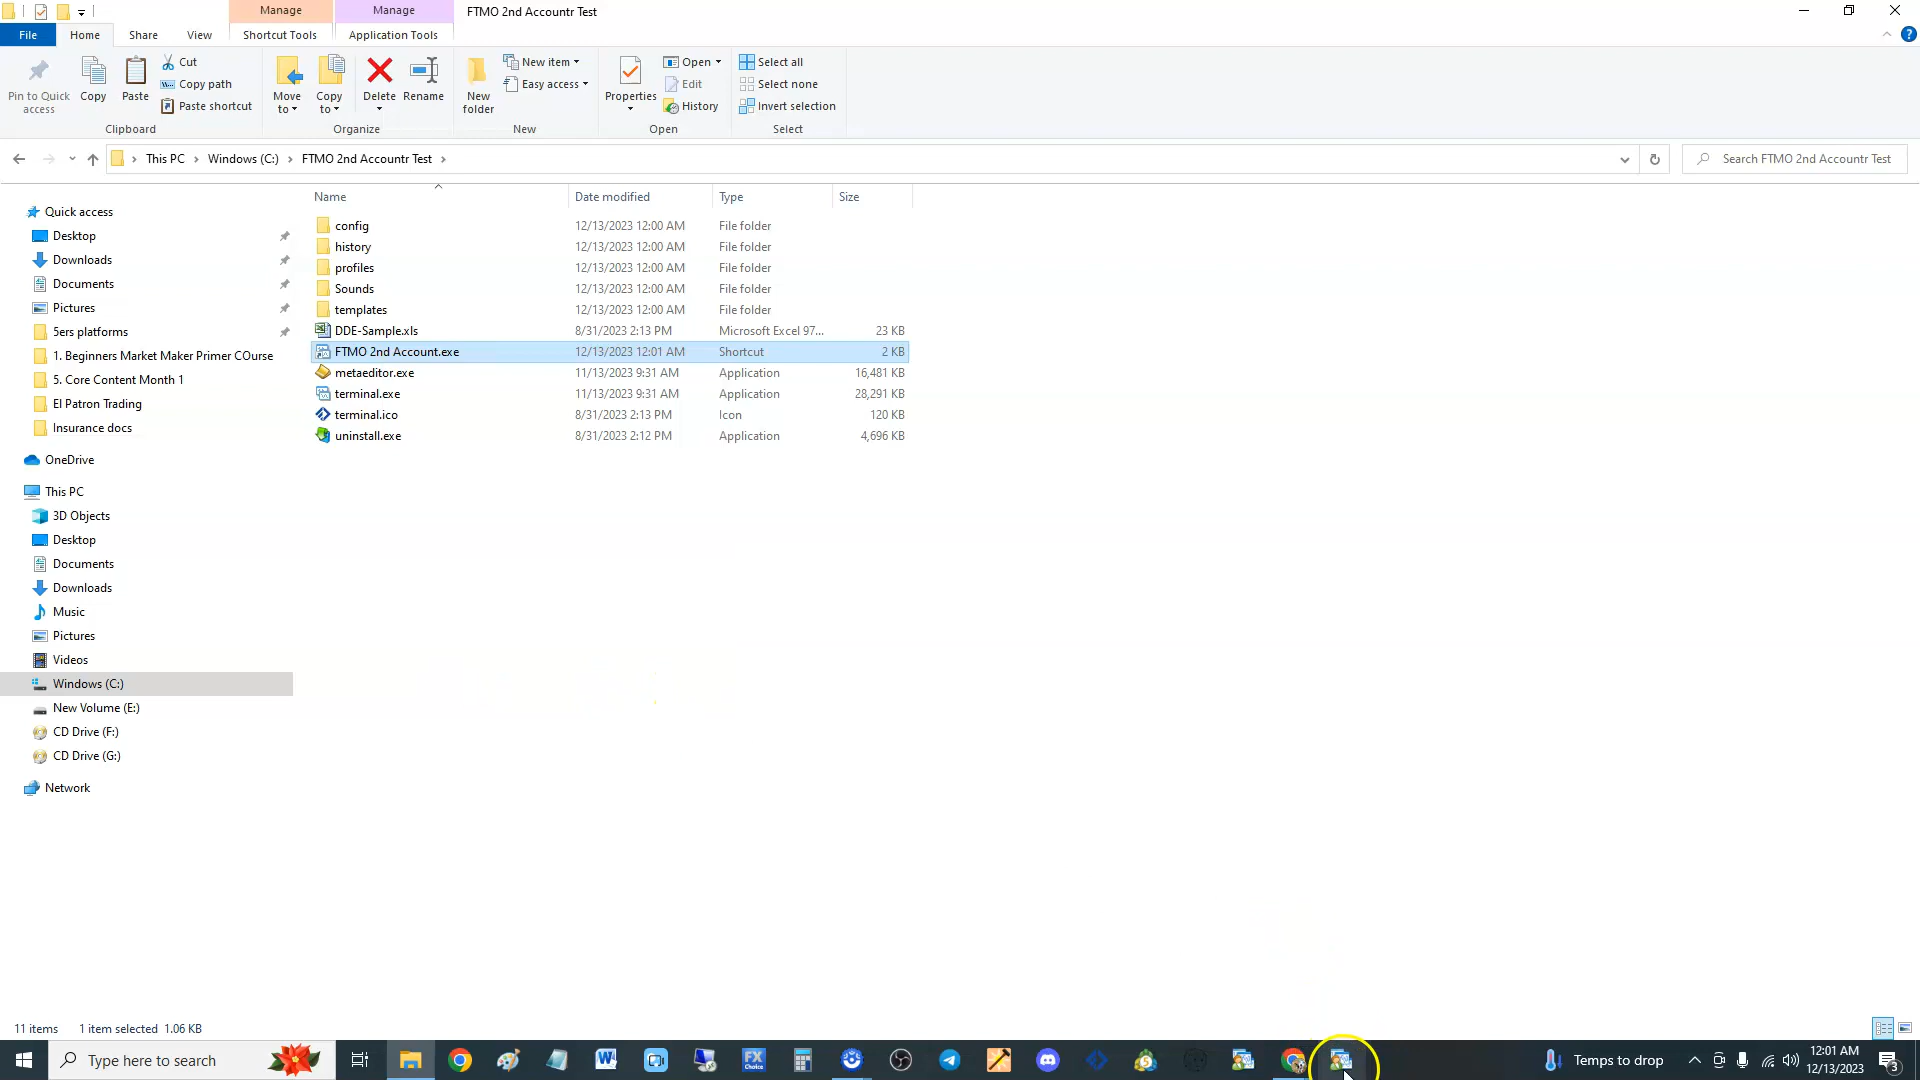 Manage
Manage
FTMO 2nd Accountr Test
File
Home
Share
View
Shortcut Tools
Application Tools
Pin to Quick access
Copy
Paste
Cut
Copy path
Paste shortcut
Clipboard
Move to
Copy to
Delete
Rename
Organize
New folder
New item
Easy access
New
Properties
Open
Edit
History
Open
Select all
Select none
Invert selection
Select
This PC
Windows (C:)
FTMO 2nd Accountr Test
Search FTMO 2nd Accountr Test
Quick access
Desktop
Downloads
Documents
Pictures
5ers platforms
1. Beginners Market Maker Primer COurse
5. Core Content Month 1
El Patron Trading
Insurance docs
OneDrive
This PC
3D Objects
Desktop
Documents
Downloads
Music
Pictures
Videos
Windows (C:)
New Volume (E:)
CD Drive (F:)
CD Drive (G:)
Network
Name Date modified Type Size
config 12/13/2023 12:00 AM File folder
history 12/13/2023 12:00 AM File folder
profiles 12/13/2023 12:00 AM File folder
Sounds 12/13/2023 12:00 AM File folder
templates 12/13/2023 12:00 AM File folder
DDE-Sample.xls 8/31/2023 2:13 PM Microsoft Excel 97... 23 KB
FTMO 2nd Account.exe 12/13/2023 12:01 AM Shortcut 2 KB
metaeditor.exe 11/13/2023 9:31 AM Application 16,481 KB
terminal.exe 11/13/2023 9:31 AM Application 28,291 KB
terminal.ico 8/31/2023 2:13 PM Icon 120 KB
uninstall.exe 8/31/2023 2:12 PM Application 4,696 KB
11 items 1 item selected 1.06 KB
Type here to search
FX
Choice
Temps to drop
12:01 AM
12/13/2023
3